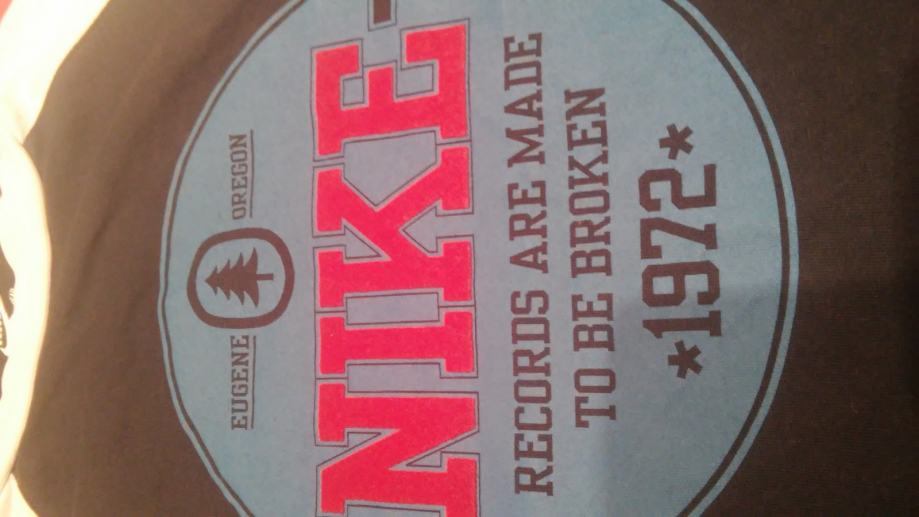 EUGENE OREGON
NIKE
RECORDS ARE MADE
TO BE BROKEN
*1972*